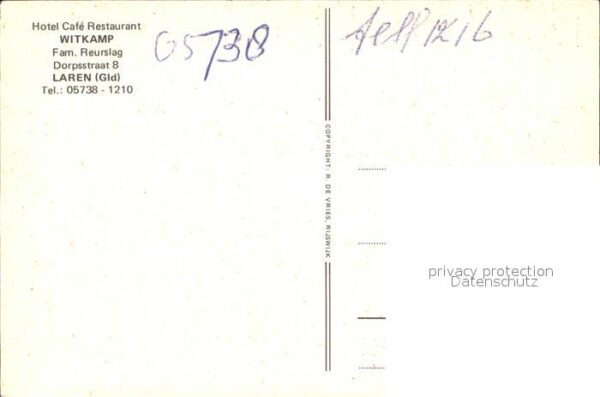 Hotel Café Restaurant
WITKAMP
Fam. Reurslag
Dorpsstraat 8
LAREN (Gld)
Tel.: 05738 - 1210
05738
1216
COPYRIGHT: R. DE VRIES, RIJSWIJK
privacy protection
Datenschutz